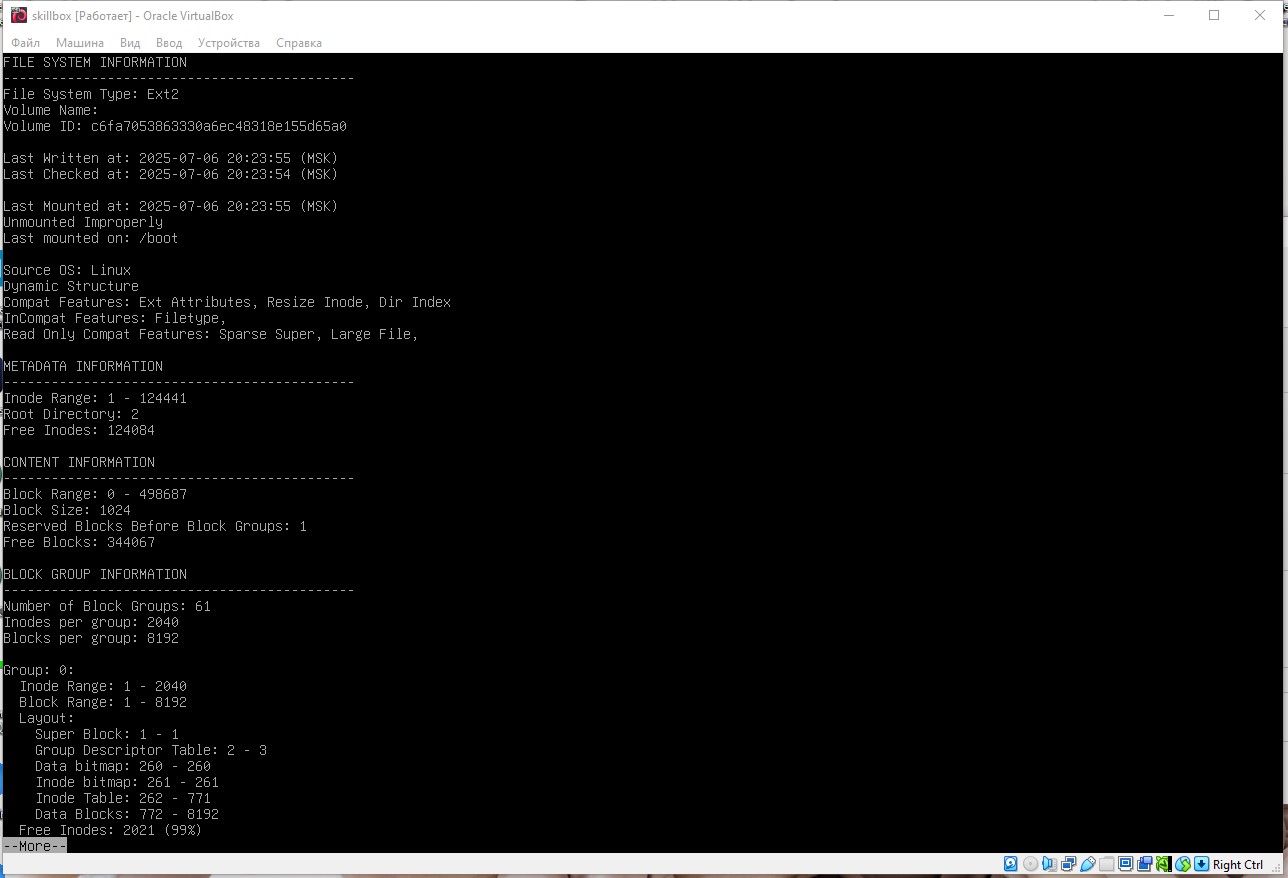 skillbox [Работает] - Oracle VirtualBox
Файл Машина Вид Ввод Устройства Справка
FILE SYSTEM INFORMATION
--------------------------------------------
File System Type: Ext2
Volume Name:
Volume ID: c6fa7053863330a6ec48318e155d65a0
Last Written at: 2025-07-06 20:23:55 (MSK)
Last Checked at: 2025-07-06 20:23:54 (MSK)
Last Mounted at: 2025-07-06 20:23:55 (MSK)
Unmounted Improperly
Last mounted on: /boot
Source OS: Linux
Dynamic Structure
Compat Features: Ext Attributes, Resize Inode, Dir Index
InCompat Features: Filetype,
Read Only Compat Features: Sparse Super, Large File,
METADATA INFORMATION
--------------------------------------------
Inode Range: 1 - 124441
Root Directory: 2
Free Inodes: 124084
CONTENT INFORMATION
--------------------------------------------
Block Range: 0 - 498687
Block Size: 1024
Reserved Blocks Before Block Groups: 1
Free Blocks: 344067
BLOCK GROUP INFORMATION
--------------------------------------------
Number of Block Groups: 61
Inodes per group: 2040
Blocks per group: 8192
Group: 0:
  Inode Range: 1 - 2040
  Block Range: 1 - 8192
  Layout:
    Super Block: 1 - 1
    Group Descriptor Table: 2 - 3
    Data bitmap: 260 - 260
    Inode bitmap: 261 - 261
    Inode Table: 262 - 771
    Data Blocks: 772 - 8192
  Free Inodes: 2021 (99%)
--More--
Right Ctrl